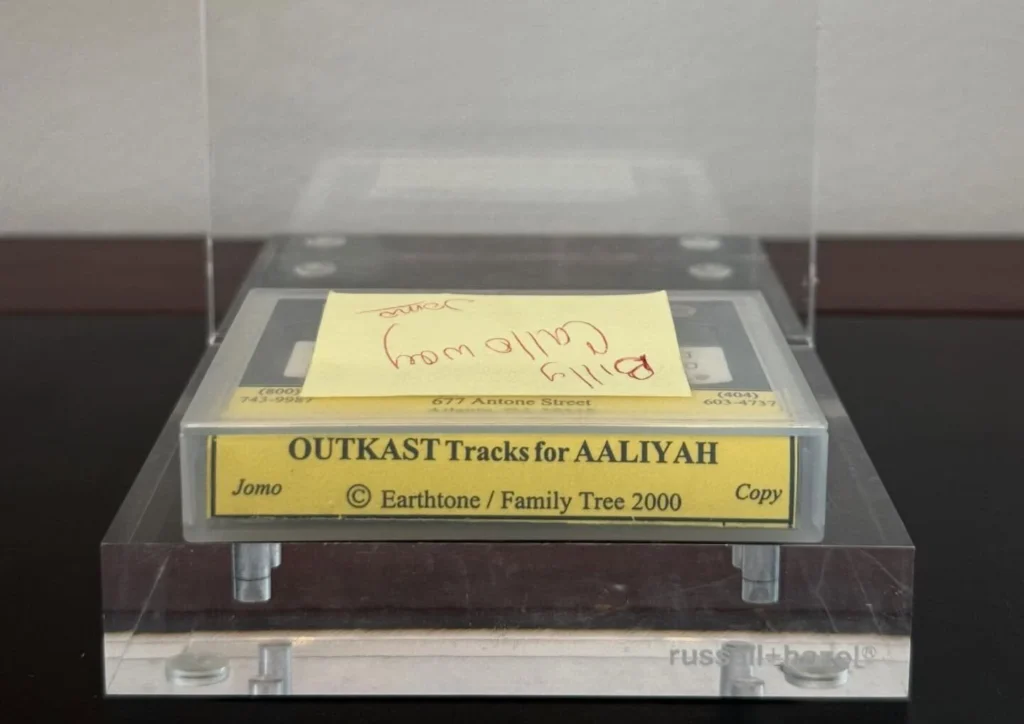 Jomo
Calloway
Billy
(800)
743-9987
677 Antone Street
(404)
603-4737
OUTKAST Tracks for AALIYAH
Jomo
© Earthtone / Family Tree 2000
Copy
russell+hazel®